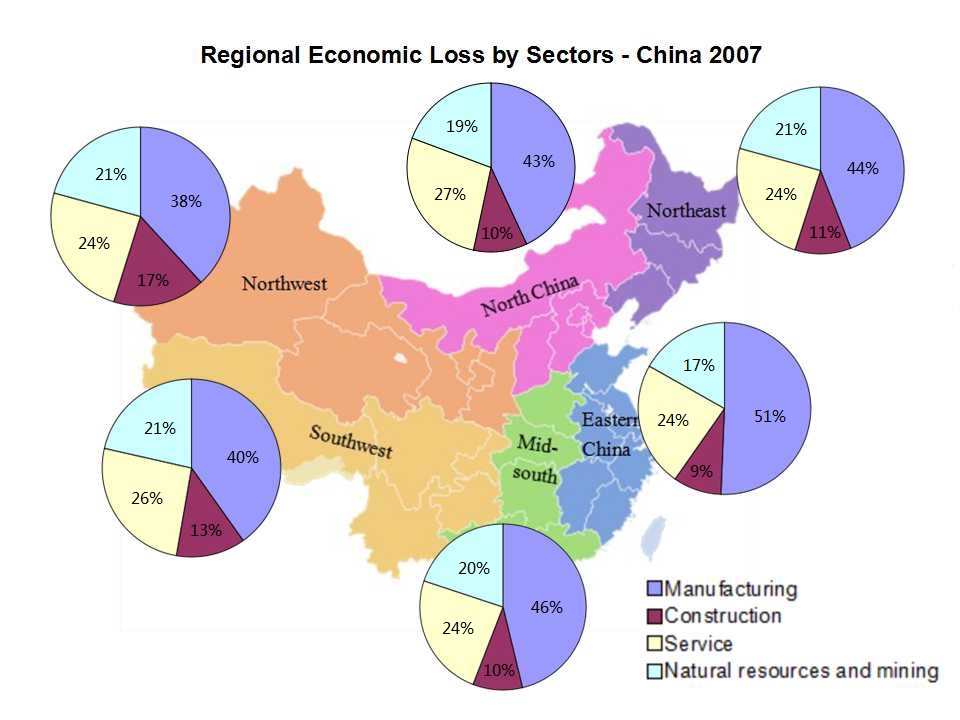 Regional Economic Loss by Sectors - China 2007
19%
43%
27%
10%
21%
44%
24%
11%
21%
38%
24%
17%
Northeast
Northwest
North China
17%
51%
24%
9%
Eastern
China
Mid-
south
Southwest
21%
40%
26%
13%
20%
46%
24%
10%
Manufacturing
Construction
Service
Natural resources and mining